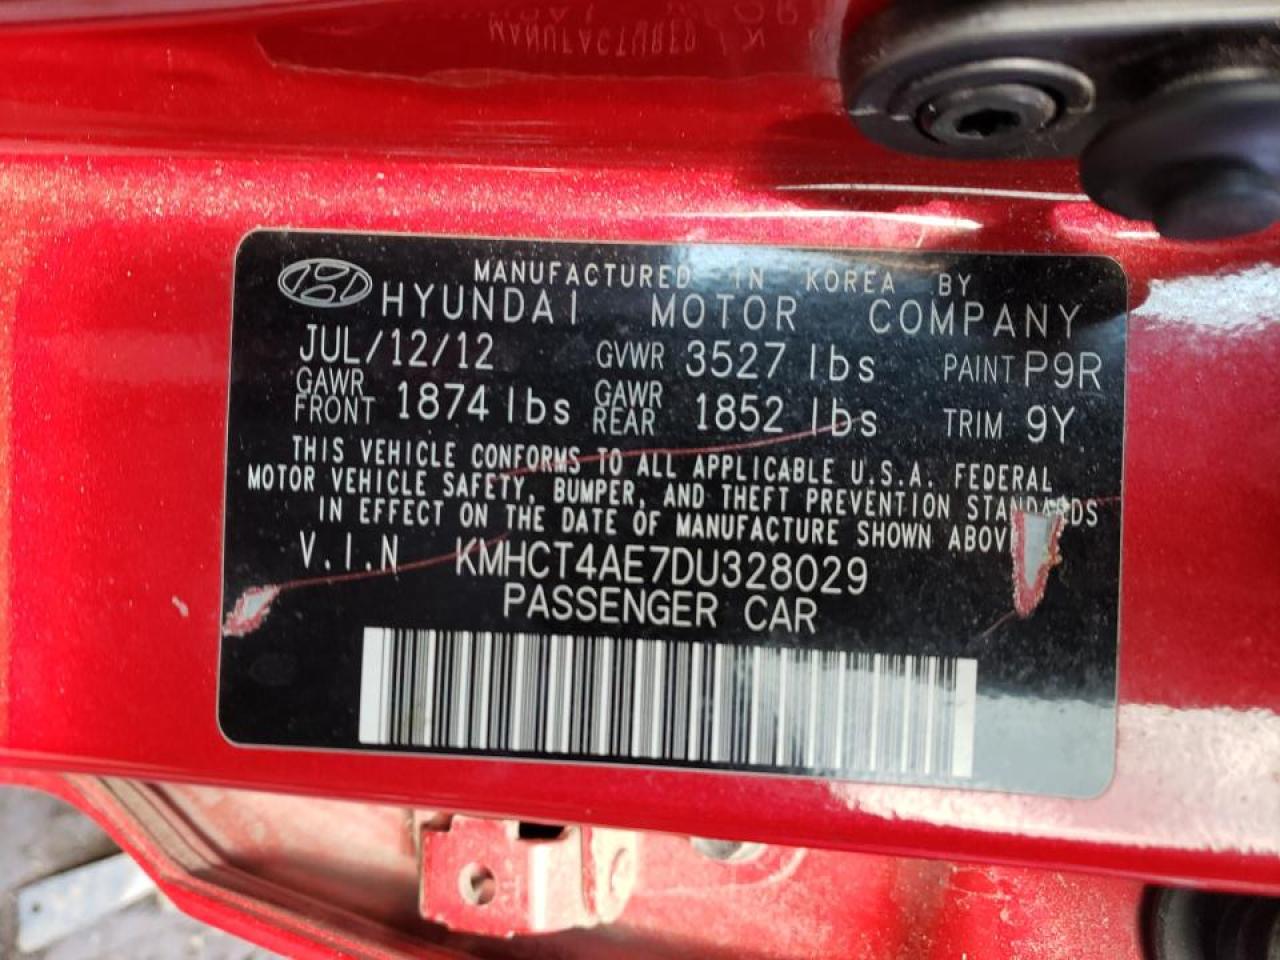 MANUFACTURED IN KOREA BY
HYUNDAI MOTOR COMPANY
JUL/12/12 GVWR 3527 lbs PAINT P9R
GAWR FRONT 1874 lbs GAWR REAR 1852 lbs TRIM 9Y
THIS VEHICLE CONFORMS TO ALL APPLICABLE U.S.A. FEDERAL
MOTOR VEHICLE SAFETY, BUMPER, AND THEFT PREVENTION STANDARDS
IN EFFECT ON THE DATE OF MANUFACTURE SHOWN ABOV
V.I.N KMHCT4AE7DU328029
PASSENGER CAR